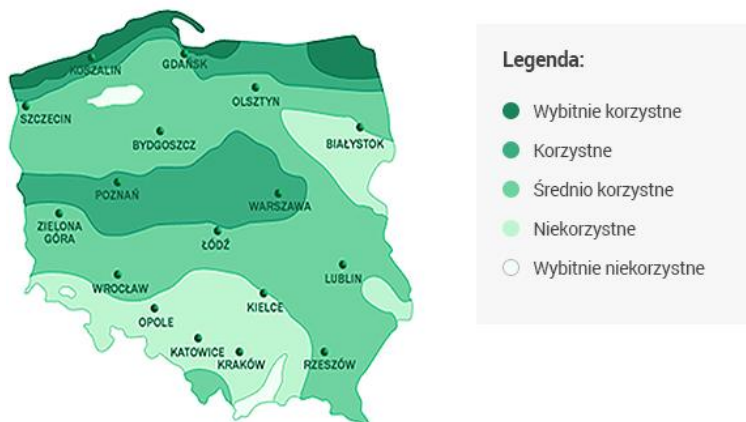 KOSZALIN
GDAŃSK
OLSZTYN
SZCZECIN
BYDGOSZCZ
BIAŁYSTOK
POZNAŃ
WARSZAWA
ZIELONA
GÓRA
ŁÓDŹ
WROCŁAW
LUBLIN
OPOLE
KIELCE
KATOWICE
KRAKÓW
RZESZÓW
Legenda:
Wybitnie korzystne
Korzystne
Średnio korzystne
Niekorzystne
Wybitnie niekorzystne